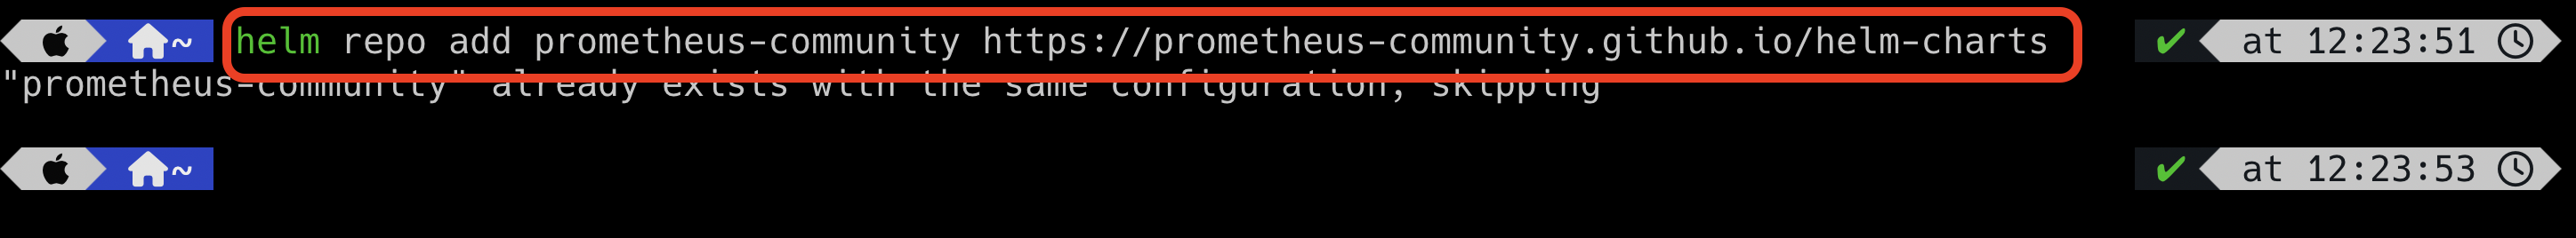 ~ helm repo add prometheus-community https://prometheus-community.github.io/helm-charts ✔ at 12:23:51
"prometheus-community" already exists with the same configuration, skipping
~ ✔ at 12:23:53